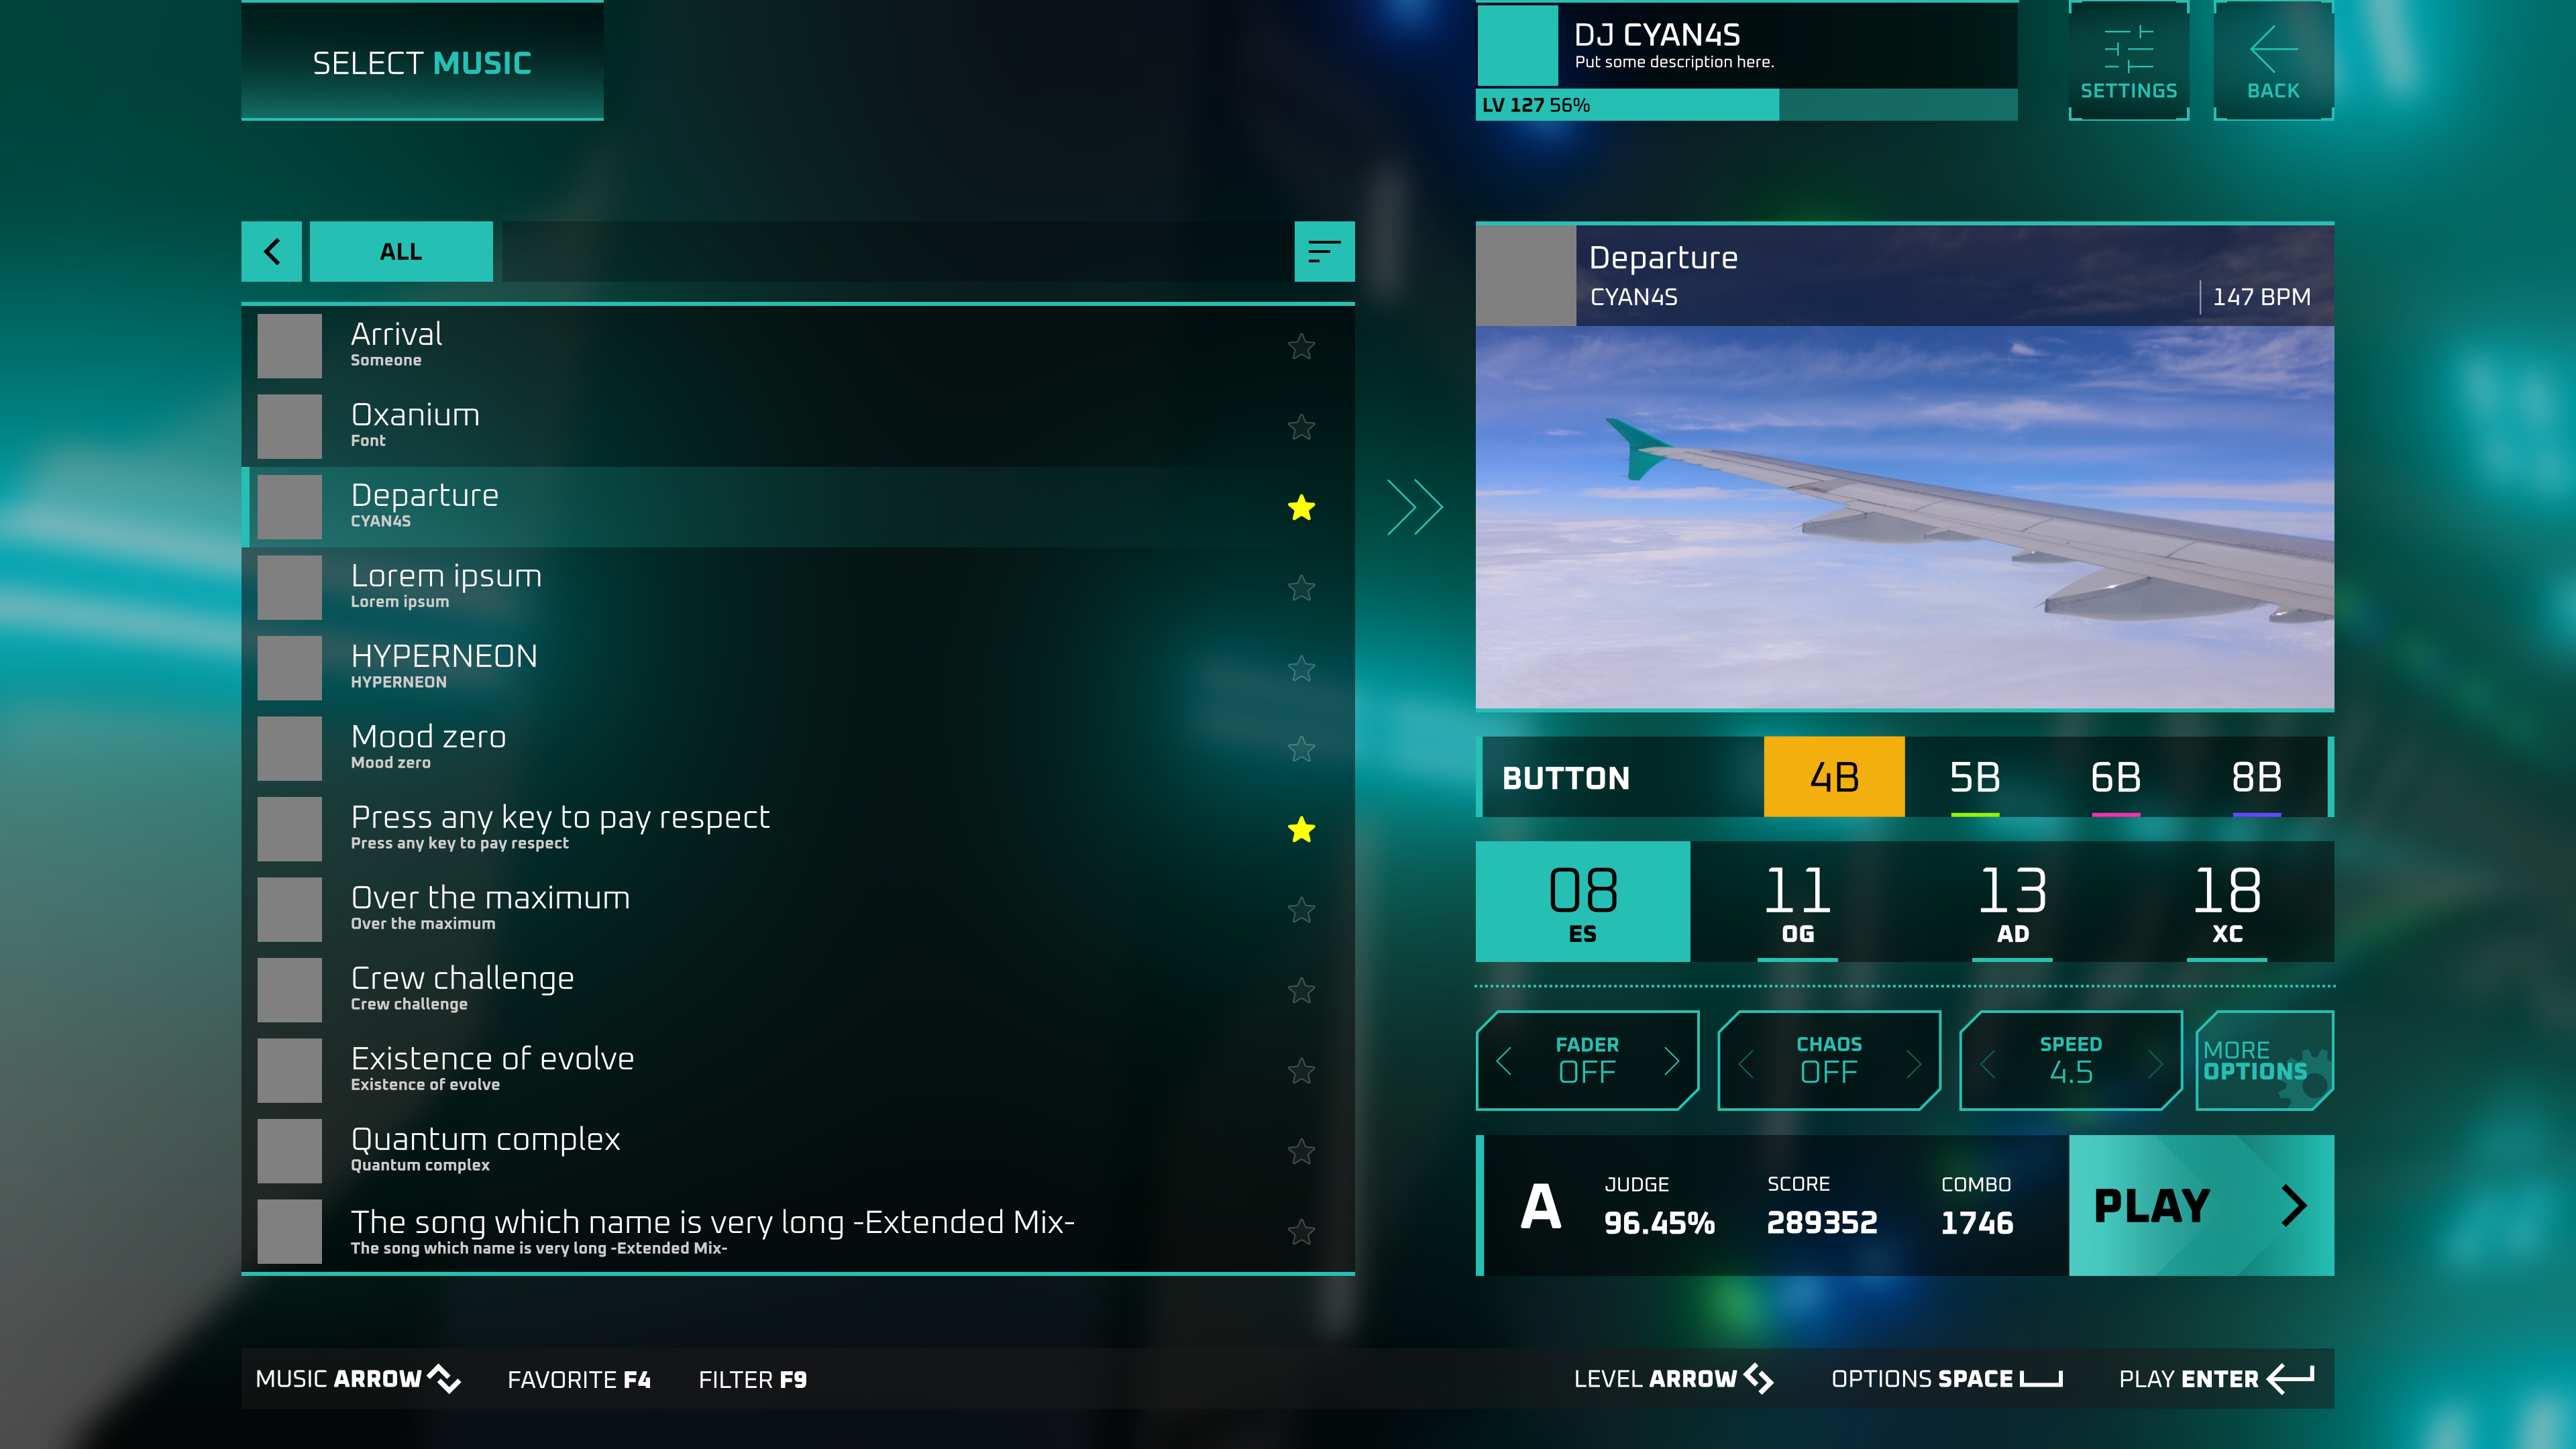 SELECT MUSIC
DJ CYAN4S
Put some description here.
LV 127 56%
SETTINGS
BACK
ALL
Arrival
Someone
Oxanium
Font
Departure
CYAN4S
Lorem ipsum
Lorem ipsum
HYPERNEON
HYPERNEON
Mood zero
Mood zero
Press any key to pay respect
Press any key to pay respect
Over the maximum
Over the maximum
Crew challenge
Crew challenge
Existence of evolve
Existence of evolve
Quantum complex
Quantum complex
The song which name is very long -Extended Mix-
The song which name is very long -Extended Mix-
Departure
CYAN4S
147 BPM
BUTTON 4B 5B 6B 8B
08 11 13 18
ES OG AD XC
FADER
OFF
CHAOS
OFF
SPEED
4.5
MORE
OPTIONS
A
JUDGE
96.45%
SCORE
289352
COMBO
1746
PLAY
MUSIC ARROW
FAVORITE F4
FILTER F9
LEVEL ARROW
OPTIONS SPACE
PLAY ENTER